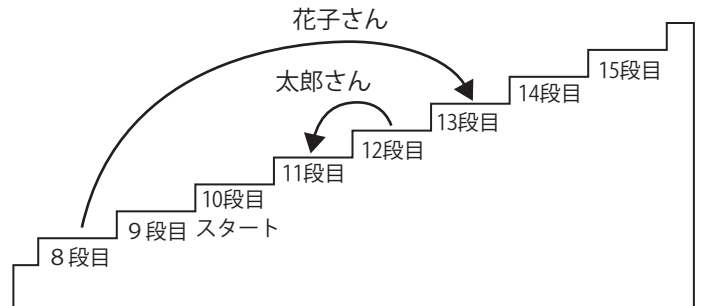 花子さん
太郎さん
15段目
14段目
13段目
12段目
11段目
10段目
スタート
９段目
８段目